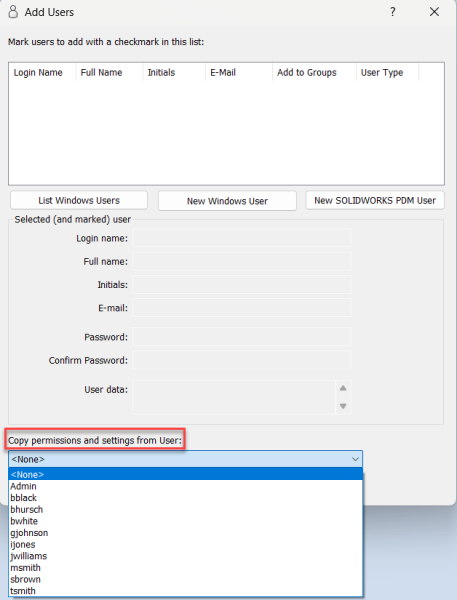 Add Users ?
Mark users to add with a checkmark in this list:
Login Name Full Name Initials E-Mail Add to Groups User Type
List Windows Users New Windows User New SOLIDWORKS PDM User
Selected (and marked) user
Login name:
Full name:
Initials:
E-mail:
Password:
Confirm Password:
User data:
Copy permissions and settings from User:
<None>
<None>
Admin
bblack
bhursch
bwhite
gjohnson
ijones
jwilliams
msmith
sbrown
tsmith